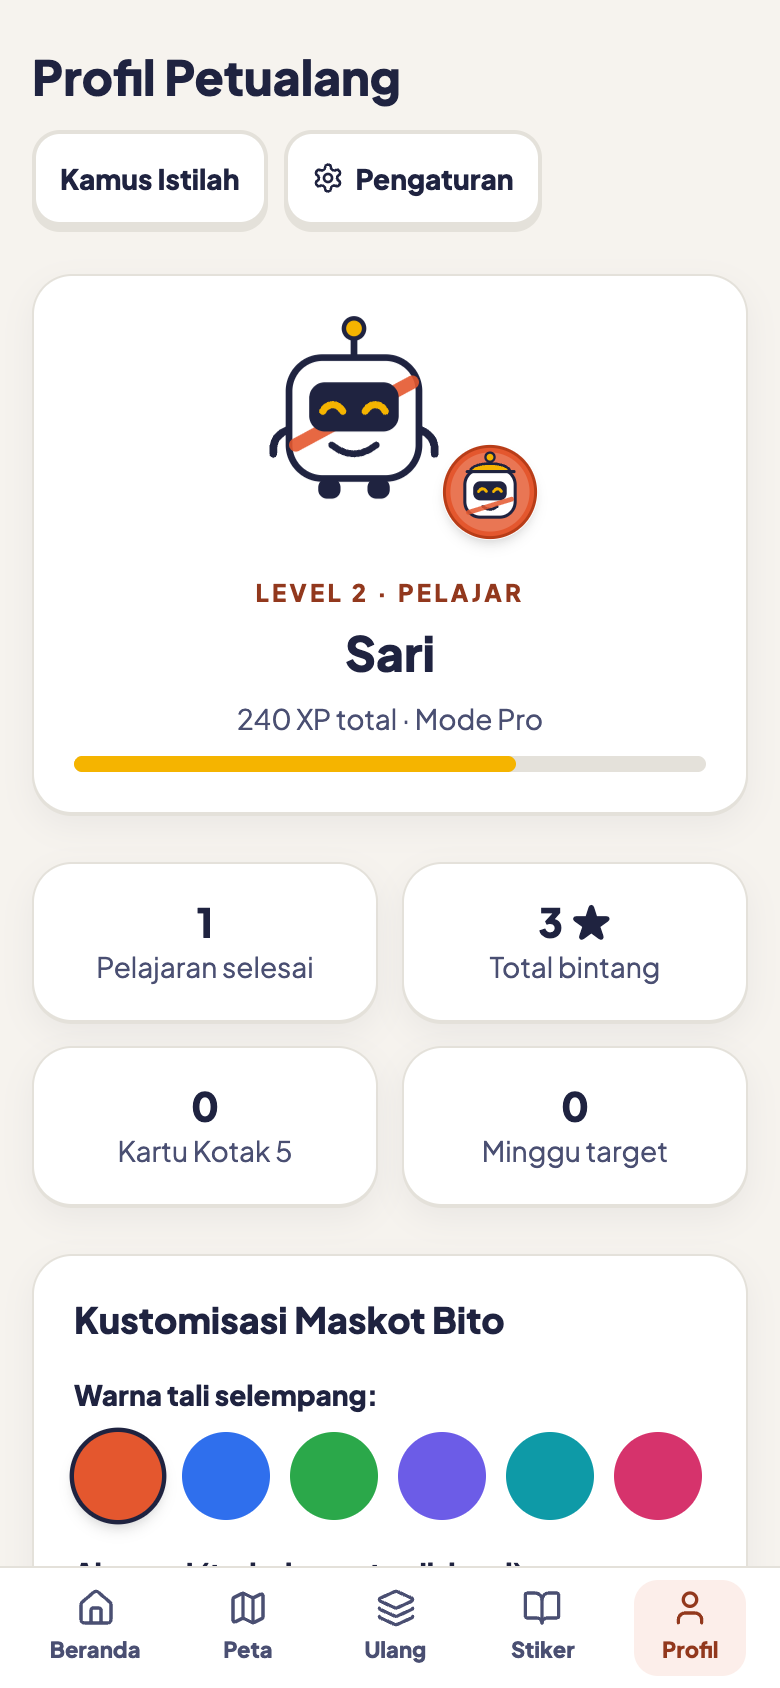 Profil Petualang
Kamus Istilah
Pengaturan
LEVEL 2 · PELAJAR
Sari
240 XP total · Mode Pro
1
Pelajaran selesai
3 ★
Total bintang
0
Kartu Kotak 5
0
Minggu target
Kustomisasi Maskot Bito
Warna tali selempang:
Beranda
Peta
Ulang
Stiker
Profil